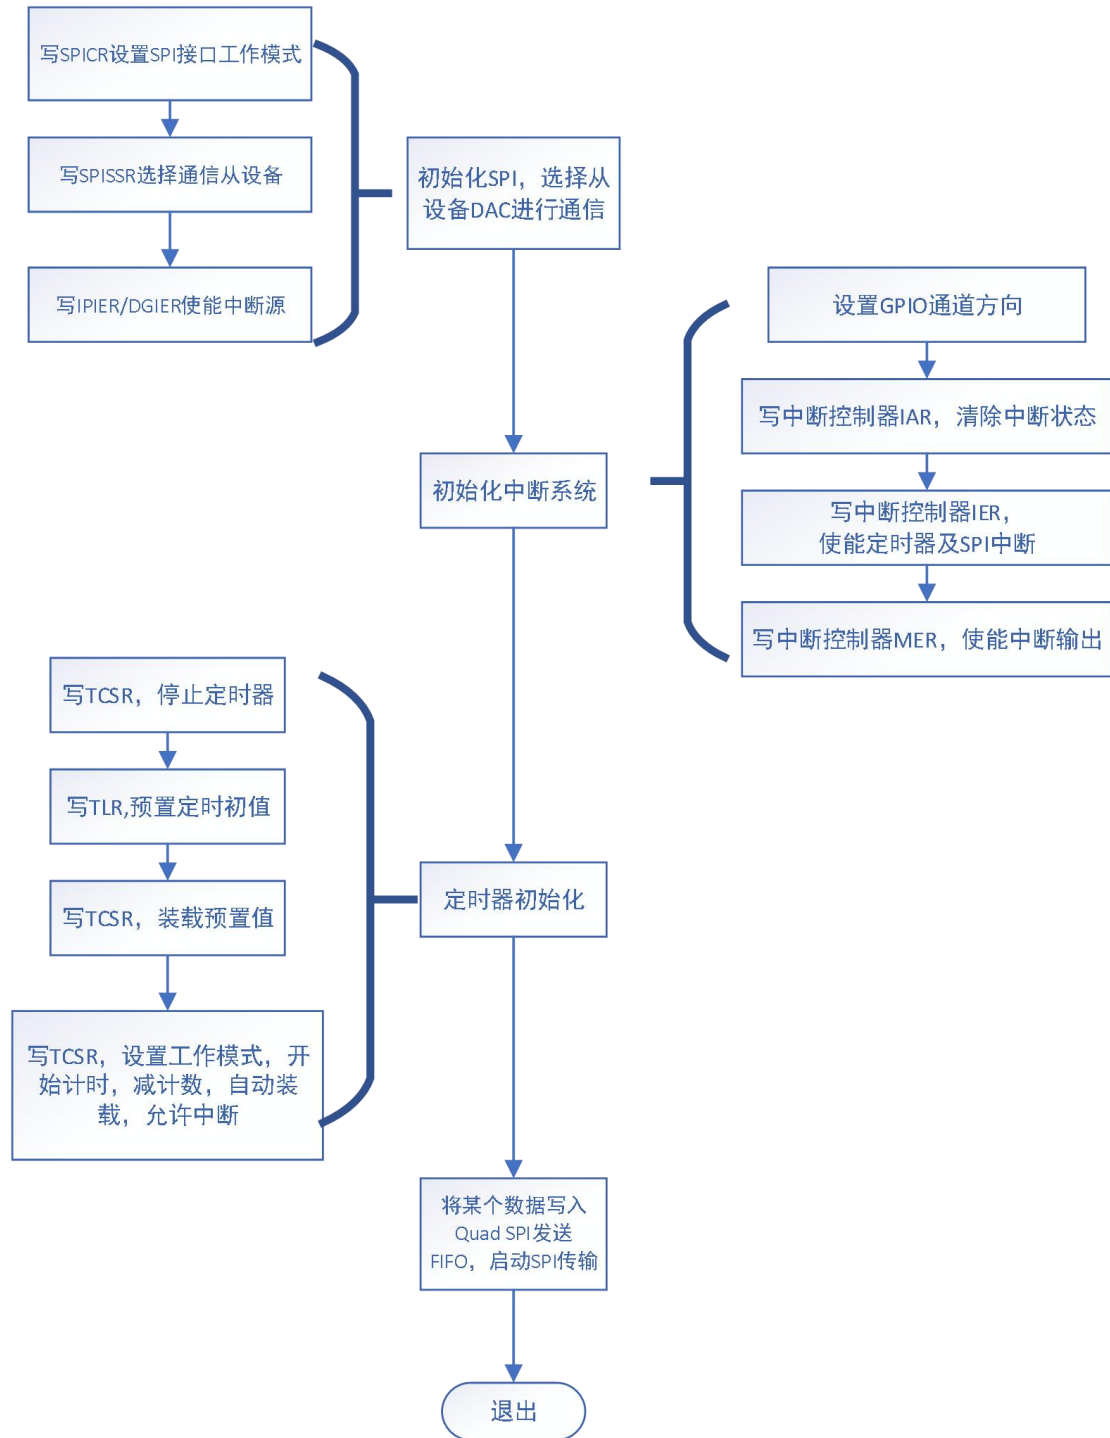 写SPICR设置SPI接口工作模式
写SPISSR选择通信从设备
写IPIER/DGIER使能中断源
初始化SPI，选择从
设备DAC进行通信
设置GPIO通道方向
写中断控制器IAR，清除中断状态
初始化中断系统
写中断控制器IER，
使能定时器及SPI中断
写中断控制器MER，使能中断输出
写TCSR，停止定时器
写TLR,预置定时初值
写TCSR，装载预置值
定时器初始化
写TCSR，设置工作模式，开
始计时，减计数，自动装
载，允许中断
将某个数据写入
Quad SPI发送
FIFO，启动SPI传输
退出